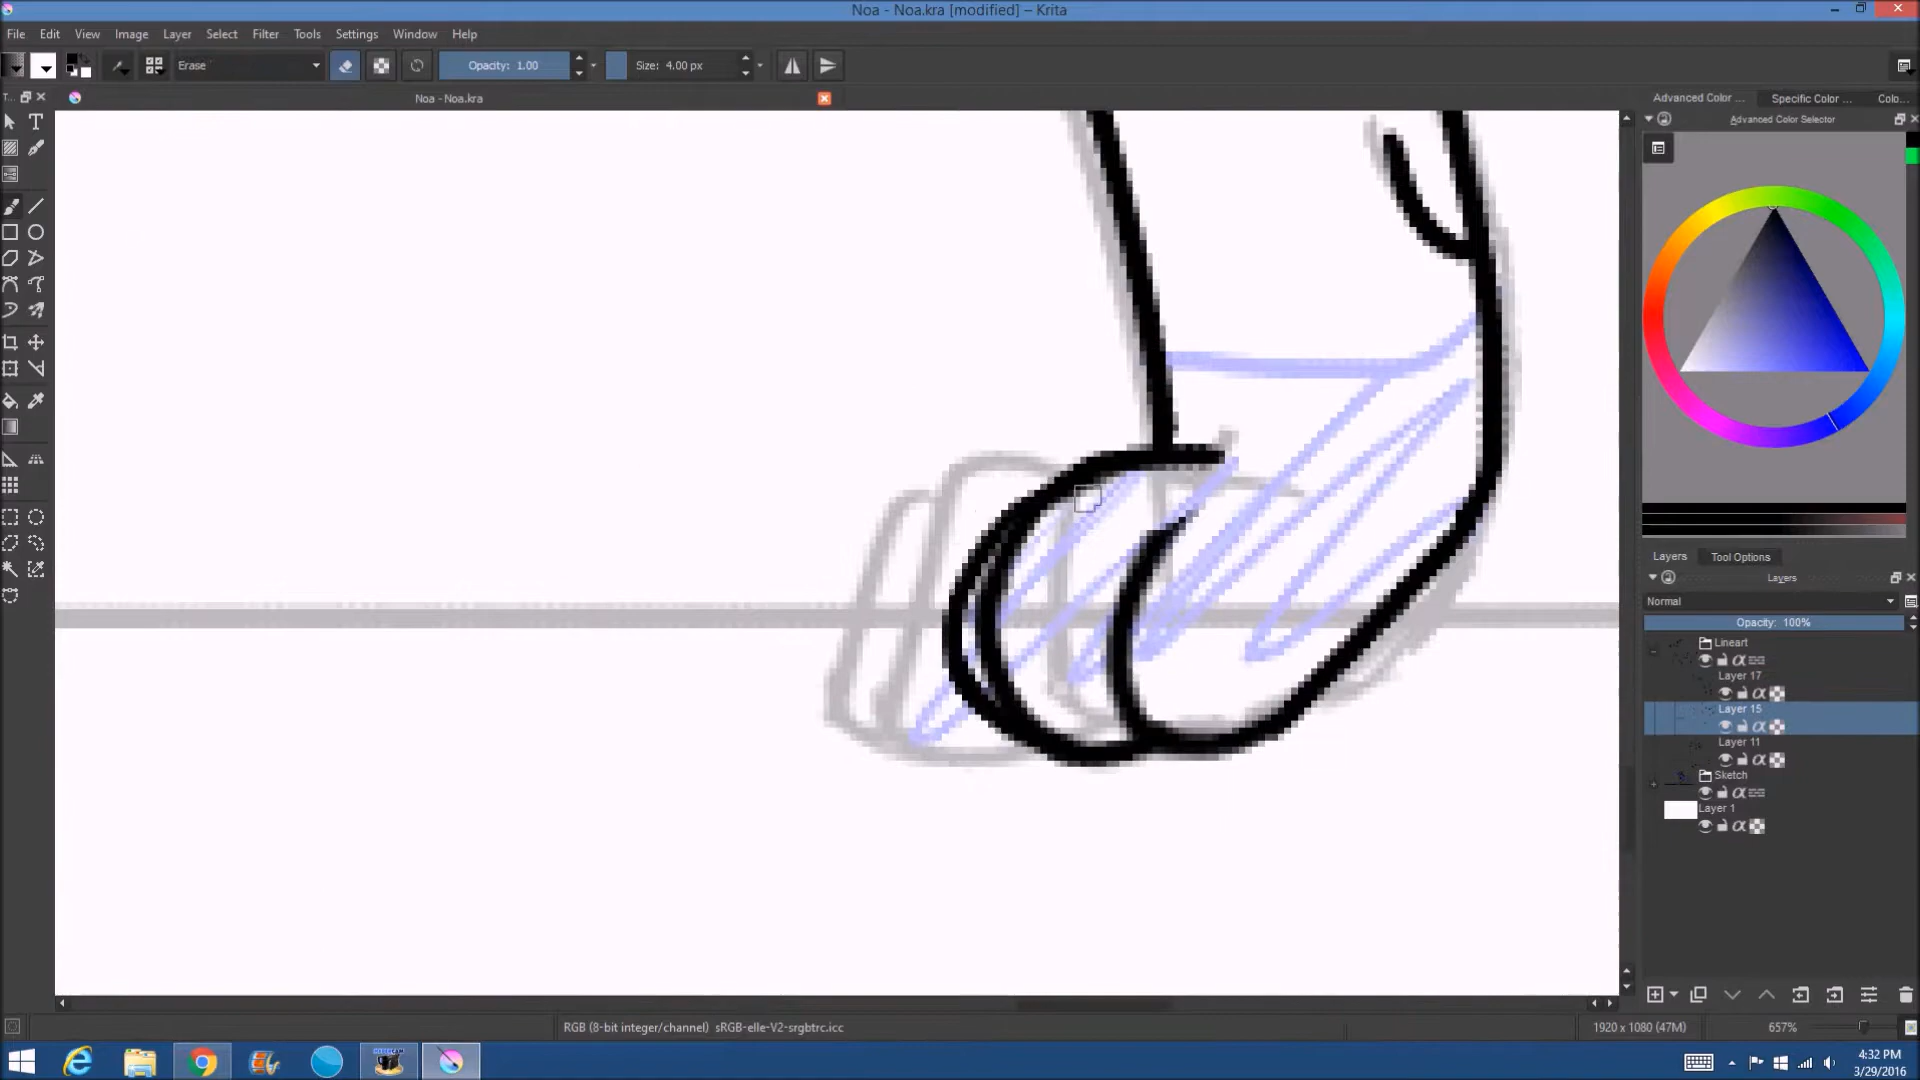 Noa - Noa.kra [modified] – Krita
File Edit View Image Layer Select Filter Tools Settings Window Help
Erase Opacity: 1.00 Size: 4.00 px
T... Noa - Noa.kra Advanced Color ... Specific Color ... Colo...
Advanced Color Selector
Layers Tool Options
Layers
Normal
Opacity: 100%
Lineart
Layer 17
Layer 15
Layer 11
Sketch
Layer 1
RGB (8-bit integer/channel) sRGB-elle-V2-srgbtrc.icc 1920 x 1080 (47M) 657%
4:32 PM
3/29/2016